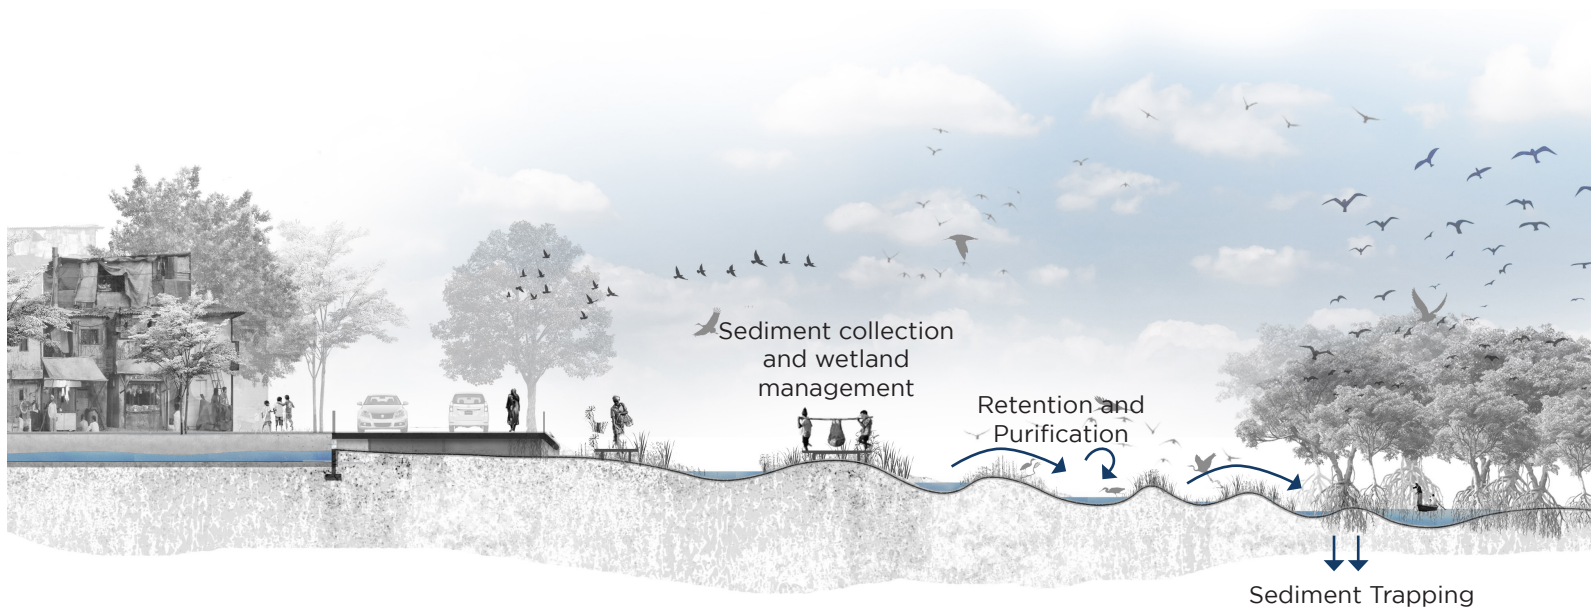 Sediment collection
and wetland
management
Retention and
Purification
Sediment Trapping